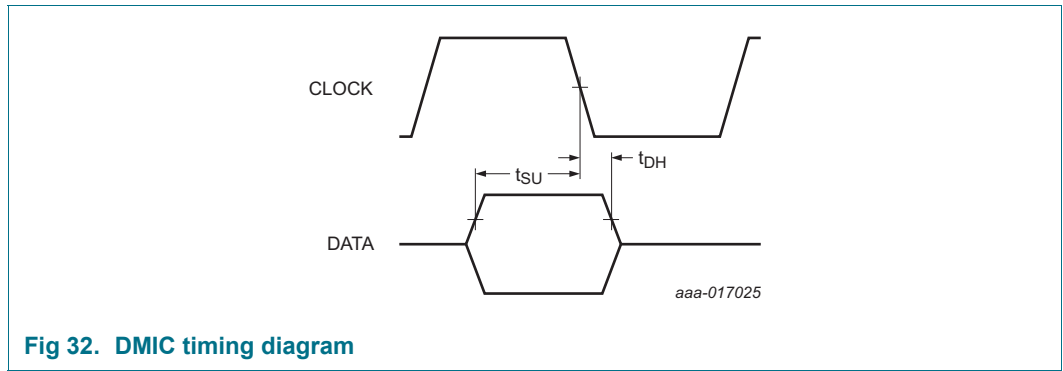 CLOCK
tDH
tSU
DATA
aaa-017025
Fig 32. DMIC timing diagram